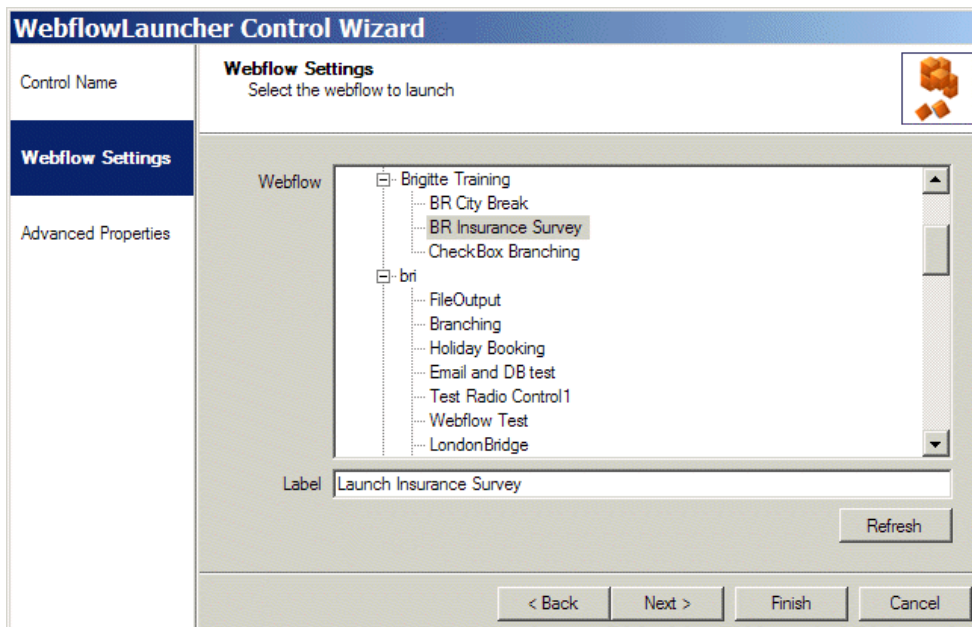 WebflowLauncher Control Wizard
Control Name
Webflow Settings
Advanced Properties
Webflow Settings
Select the webflow to launch
Webflow
Brigitte Training
BR City Break
BR Insurance Survey
CheckBox Branching
bri
FileOutput
Branching
Holiday Booking
Email and DB test
Test Radio Control1
Webflow Test
LondonBridge
Label
Launch Insurance Survey
Refresh
< Back
Next >
Finish
Cancel